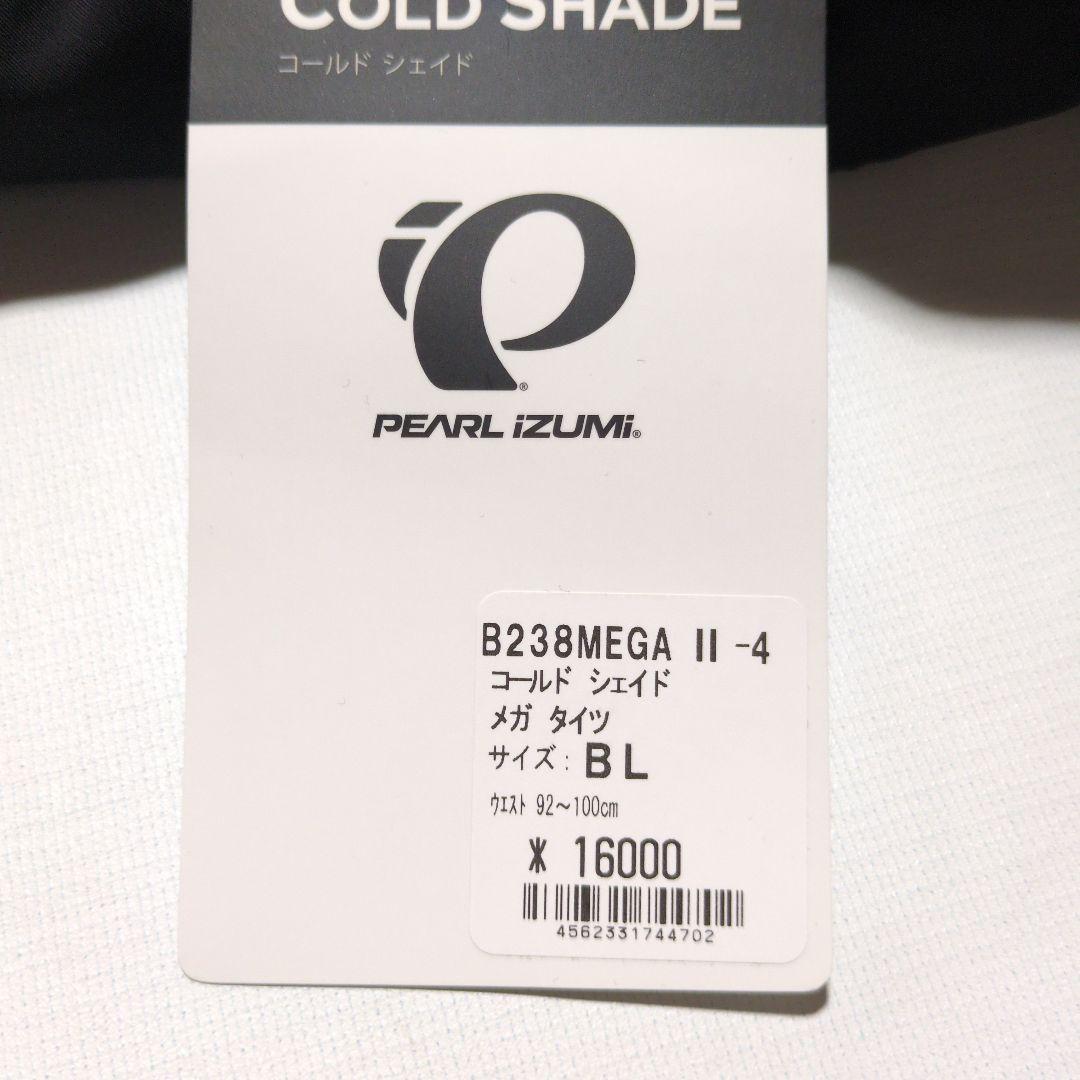 COLD SHADE
コールド シェイド
PEARL iZUMi®
B238MEGA II -4
コールド シェイド
メガ タイツ
サイズ: BL
ウエスト 92～100cm
¥ 16000
4562331744702